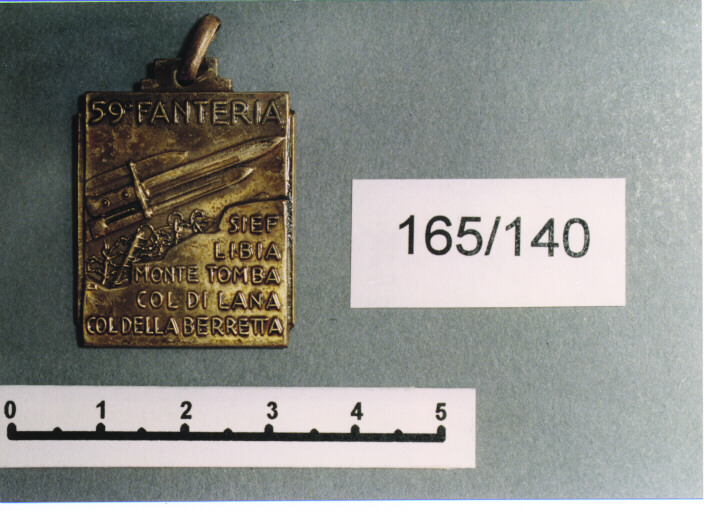 59° FANTERIA
SIEF
LIBIA
MONTE TOMBA
COL DI LANA
COL DELLA BERRETTA
165/140
0 1 2 3 4 5